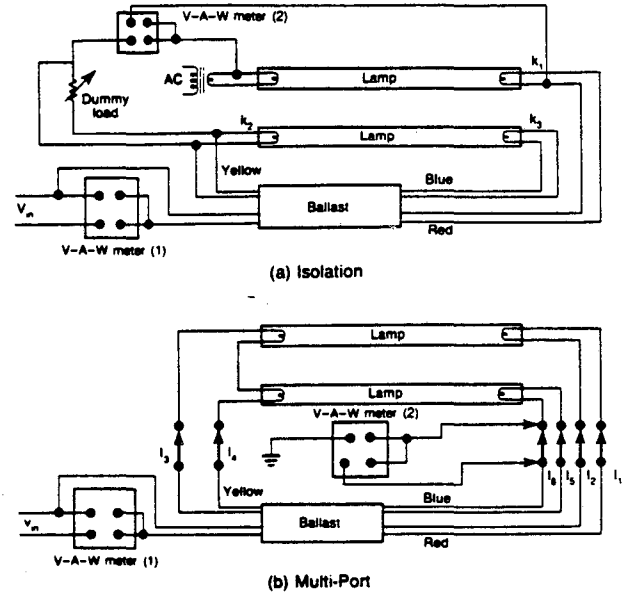 V-A-W meter (2)
AC
Lamp
k₁
Dummy
load
k₂
Lamp
k₃
Yellow
Blue
Ballast
Vin
Red
V-A-W meter (1)
(a) Isolation
Lamp
Lamp
V-A-W meter (2)
I₃
I₄
I₆
I₅
I₂
I₁
Yellow
Blue
Vin
Ballast
Red
V-A-W meter (1)
(b) Multi-Port